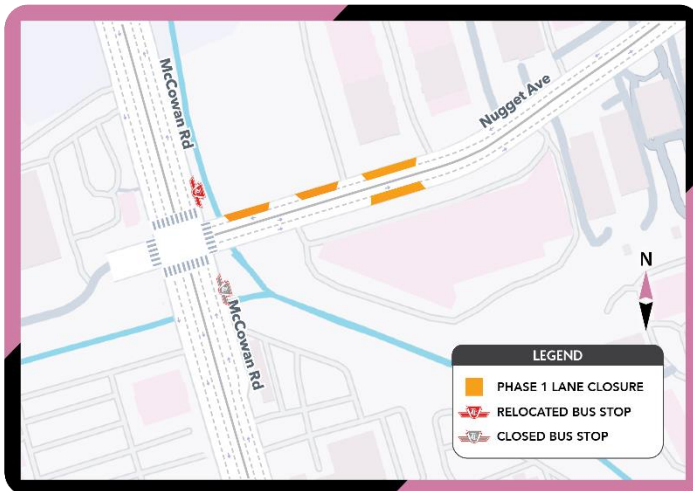 McCowan Rd
Nugget Ave
McCowan Rd
N
LEGEND
PHASE 1 LANE CLOSURE
RELOCATED BUS STOP
CLOSED BUS STOP